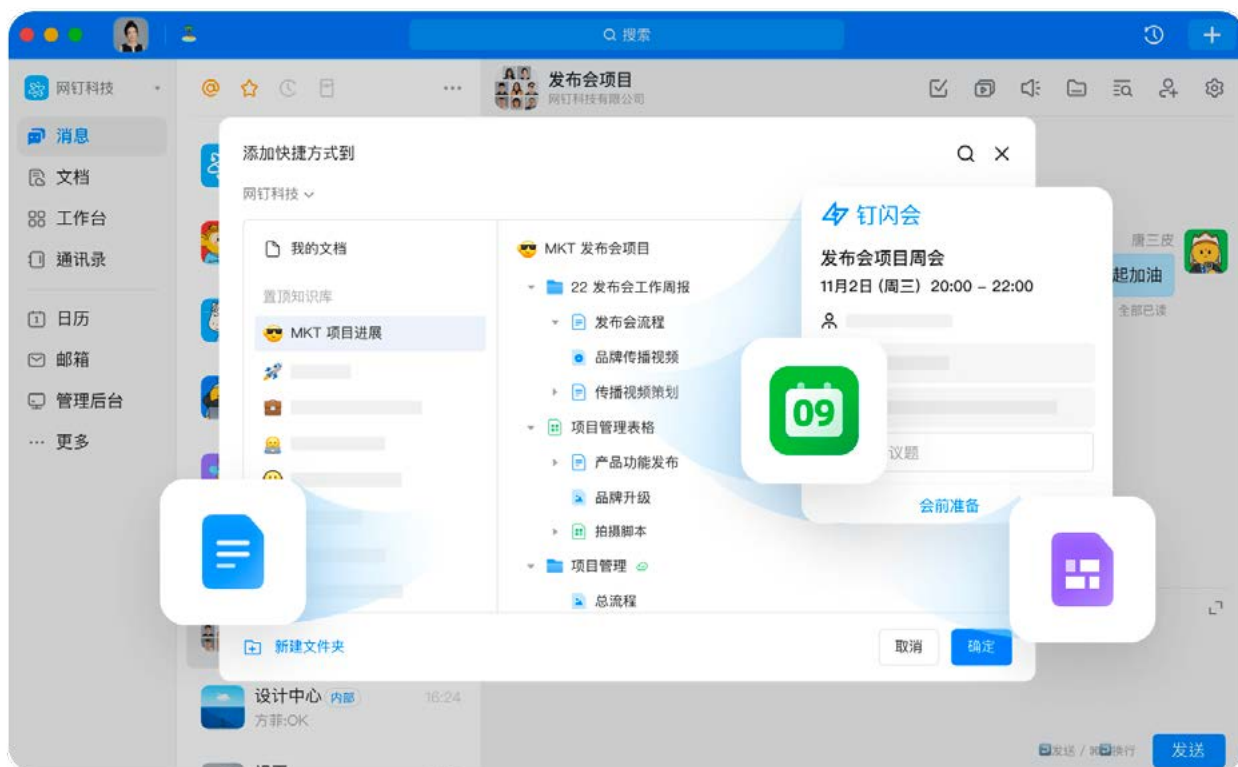 搜索
网钉科技
消息
文档
工作台
通讯录
日历
邮箱
管理后台
更多
发布会项目
网钉科技有限公司
添加快捷方式到
网钉科技
我的文档
置顶知识库
MKT 项目进展
MKT 发布会项目
22 发布会工作周报
发布会流程
品牌传播视频
传播视频策划
项目管理表格
产品功能发布
品牌升级
拍摄脚本
项目管理
总流程
新建文件夹
取消
确定
钉闪会
发布会项目周会
11月2日 (周三) 20:00 – 22:00
09
议题
会前准备
唐三皮
起加油
全部已读
设计中心 内部 16:24
方菲:OK
发送 / ⌘换行
发送